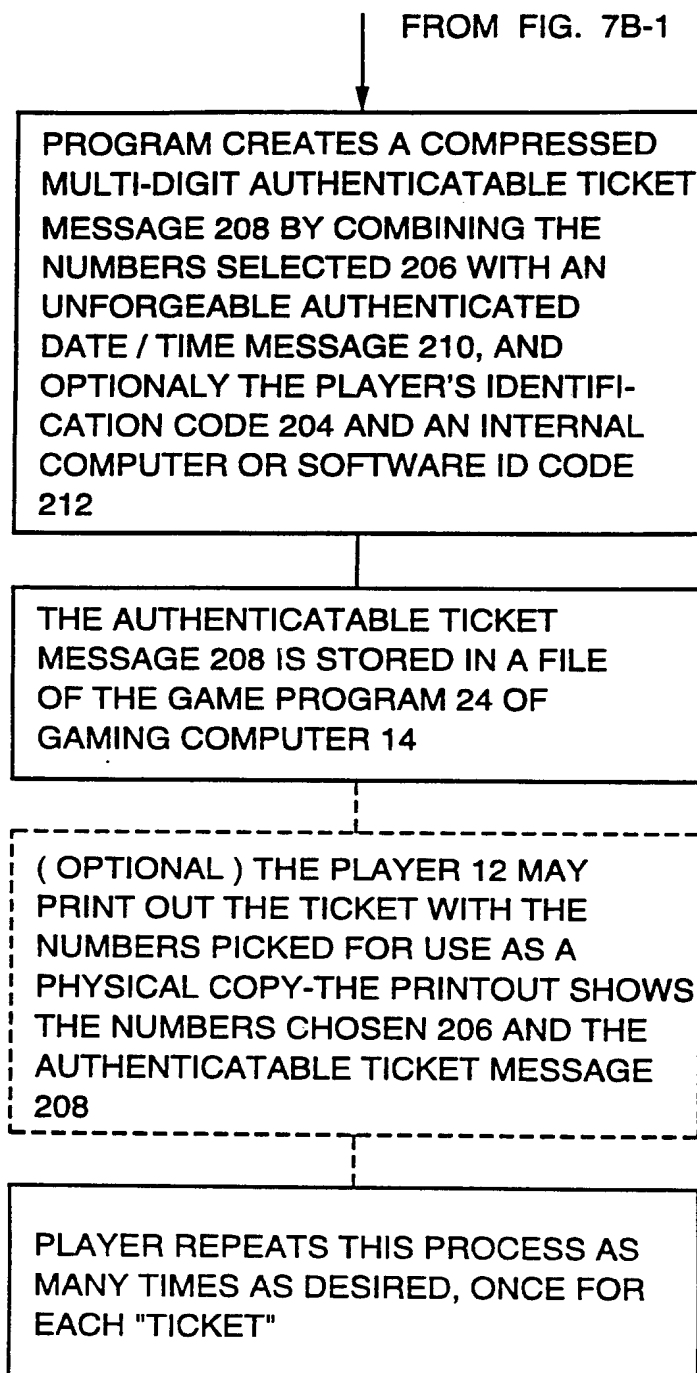 FROM FIG. 7B-1
PROGRAM CREATES A COMPRESSED
MULTI-DIGIT AUTHENTICATABLE TICKET
MESSAGE 208 BY COMBINING THE
NUMBERS SELECTED 206 WITH AN
UNFORGEABLE AUTHENTICATED
DATE / TIME MESSAGE 210, AND
OPTIONALY THE PLAYER'S IDENTIFI-
CATION CODE 204 AND AN INTERNAL
COMPUTER OR SOFTWARE ID CODE
212
THE AUTHENTICATABLE TICKET
MESSAGE 208 IS STORED IN A FILE
OF THE GAME PROGRAM 24 OF
GAMING COMPUTER 14
( OPTIONAL ) THE PLAYER 12 MAY
PRINT OUT THE TICKET WITH THE
NUMBERS PICKED FOR USE AS A
PHYSICAL COPY-THE PRINTOUT SHOWS
THE NUMBERS CHOSEN 206 AND THE
AUTHENTICATABLE TICKET MESSAGE
208
PLAYER REPEATS THIS PROCESS AS
MANY TIMES AS DESIRED, ONCE FOR
EACH "TICKET"